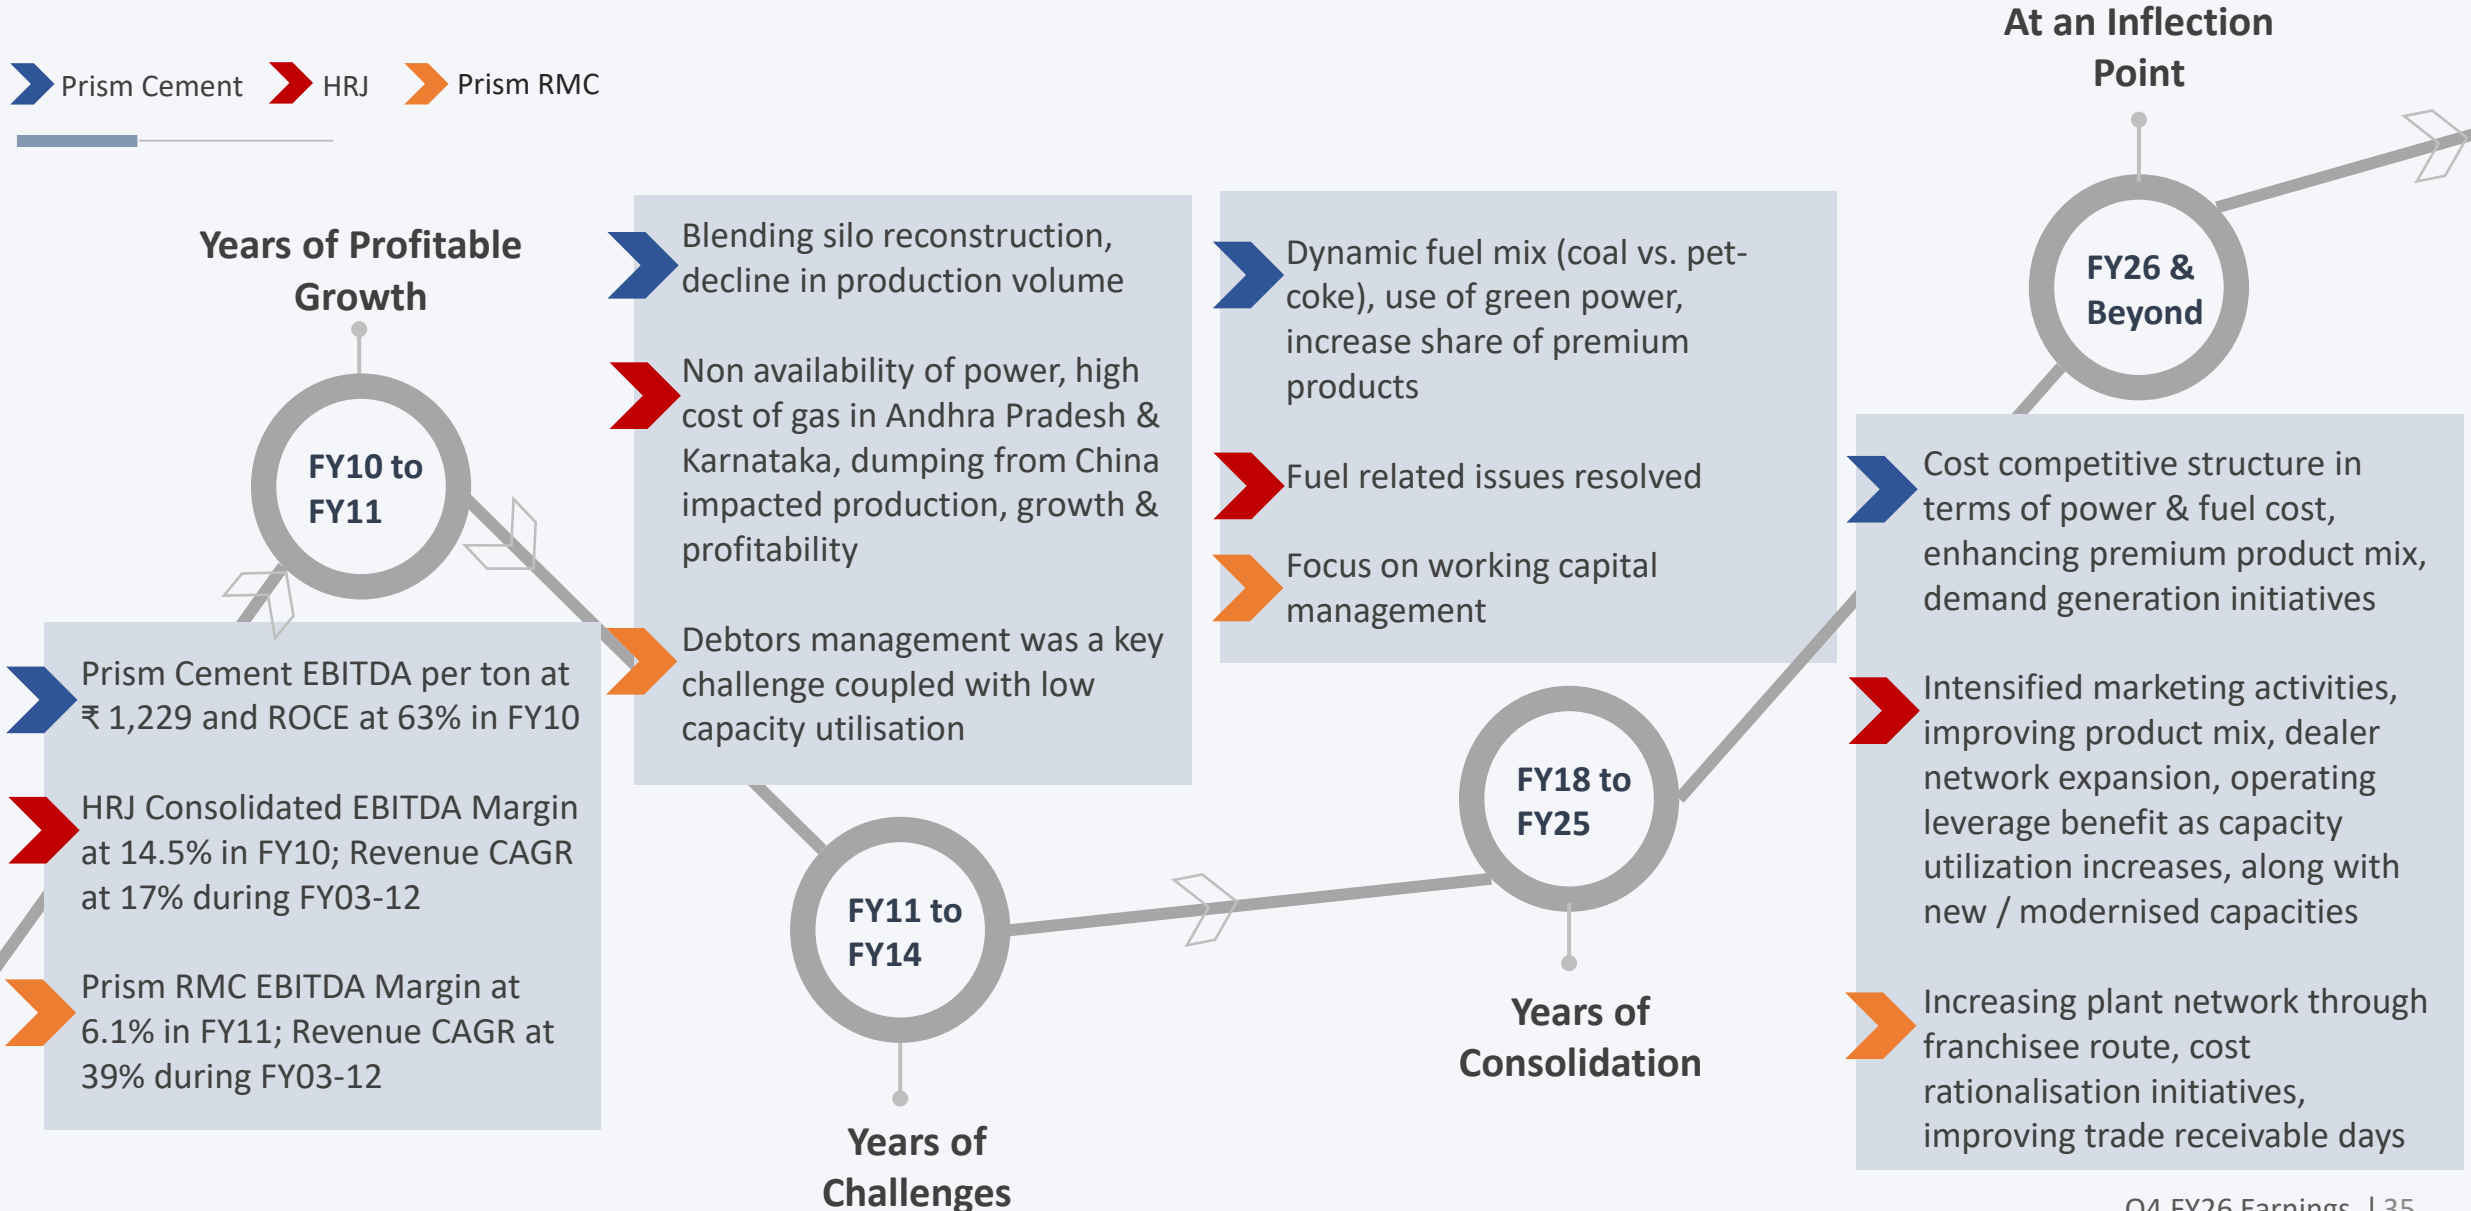 Prism Cement
HRJ
Prism RMC
Years of Profitable
Growth
FY10 to
FY11
Prism Cement EBITDA per ton at
₹ 1,229 and ROCE at 63% in FY10
HRJ Consolidated EBITDA Margin
at 14.5% in FY10; Revenue CAGR
at 17% during FY03-12
Prism RMC EBITDA Margin at
6.1% in FY11; Revenue CAGR at
39% during FY03-12
Blending silo reconstruction,
decline in production volume
Non availability of power, high
cost of gas in Andhra Pradesh &
Karnataka, dumping from China
impacted production, growth &
profitability
Debtors management was a key
challenge coupled with low
capacity utilisation
FY11 to
FY14
Years of
Challenges
Dynamic fuel mix (coal vs. pet-
coke), use of green power,
increase share of premium
products
Fuel related issues resolved
Focus on working capital
management
FY18 to
FY25
Years of
Consolidation
At an Inflection
Point
FY26 &
Beyond
Cost competitive structure in
terms of power & fuel cost,
enhancing premium product mix,
demand generation initiatives
Intensified marketing activities,
improving product mix, dealer
network expansion, operating
leverage benefit as capacity
utilization increases, along with
new / modernised capacities
Increasing plant network through
franchisee route, cost
rationalisation initiatives,
improving trade receivable days
Q4 FY26 Earnings | 35